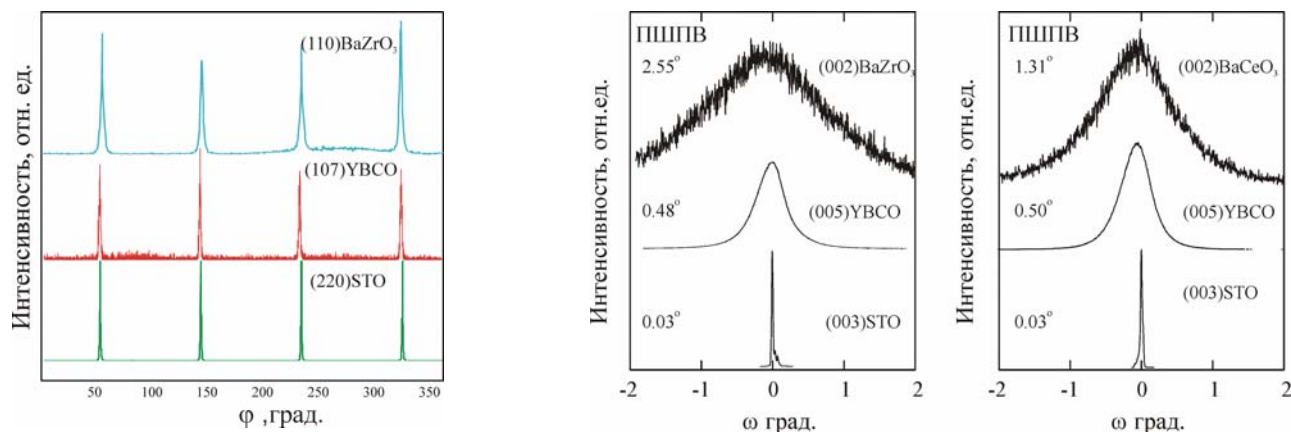 Интенсивность, отн. ед.
(110)BaZrO₃
(107)YBCO
(220)STO
50 100 150 200 250 300 350
φ ,град.
Интенсивность, отн.ед.
ПШПВ
2.55°
(002)BaZrO₃
0.48°
(005)YBCO
0.03°
(003)STO
-2 -1 0 1 2
ω град.
Интенсивность, отн.ед.
ПШПВ
1.31°
(002)BaCeO₃
0.50°
(005)YBCO
0.03°
(003)STO
-2 -1 0 1 2
ω град.